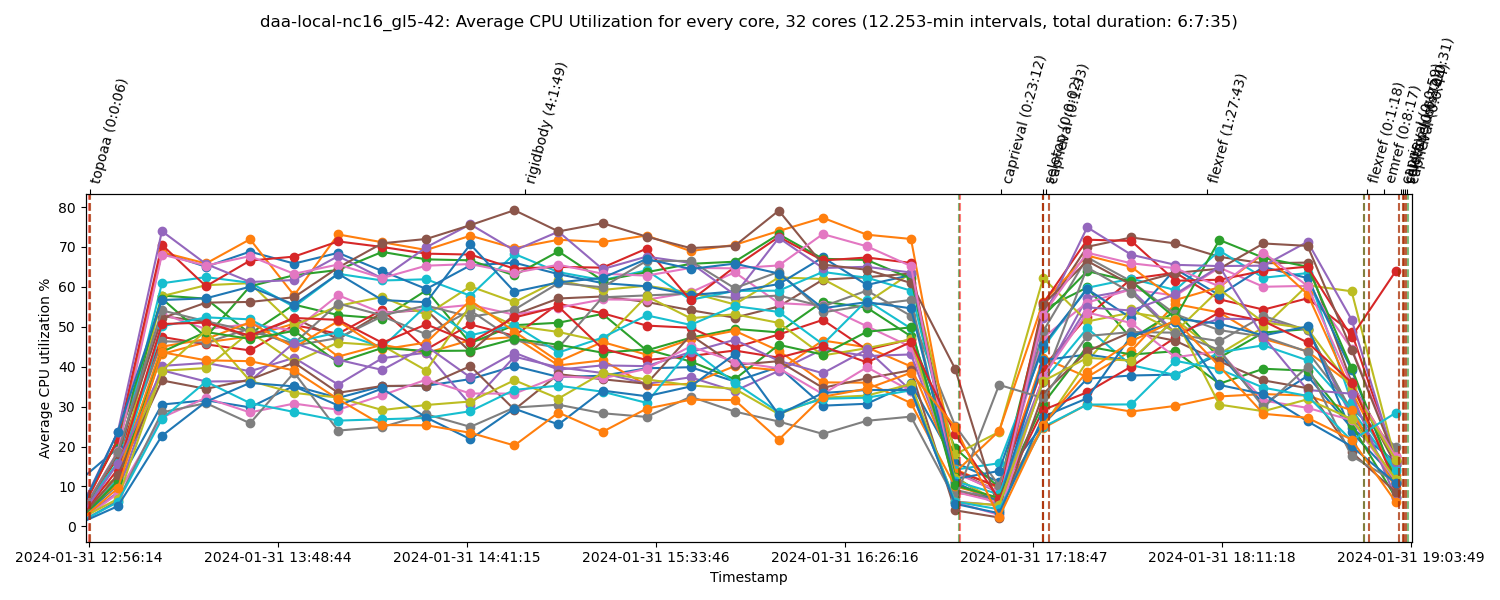 daa-local-nc16_gl5-42: Average CPU Utilization for every core, 32 cores (12.253-min intervals, total duration: 6:7:35)
topoaa (0:0:06)
rigidbody (4:1:49)
caprieval (0:23:12)
flexref (1:27:43)
flexref (0:1:18)
emref (0:8:17)
Average CPU utilization %
80
70
60
50
40
30
20
10
0
2024-01-31 12:56:14
2024-01-31 13:48:44
2024-01-31 14:41:15
2024-01-31 15:33:46
2024-01-31 16:26:16
2024-01-31 17:18:47
2024-01-31 18:11:18
2024-01-31 19:03:49
Timestamp